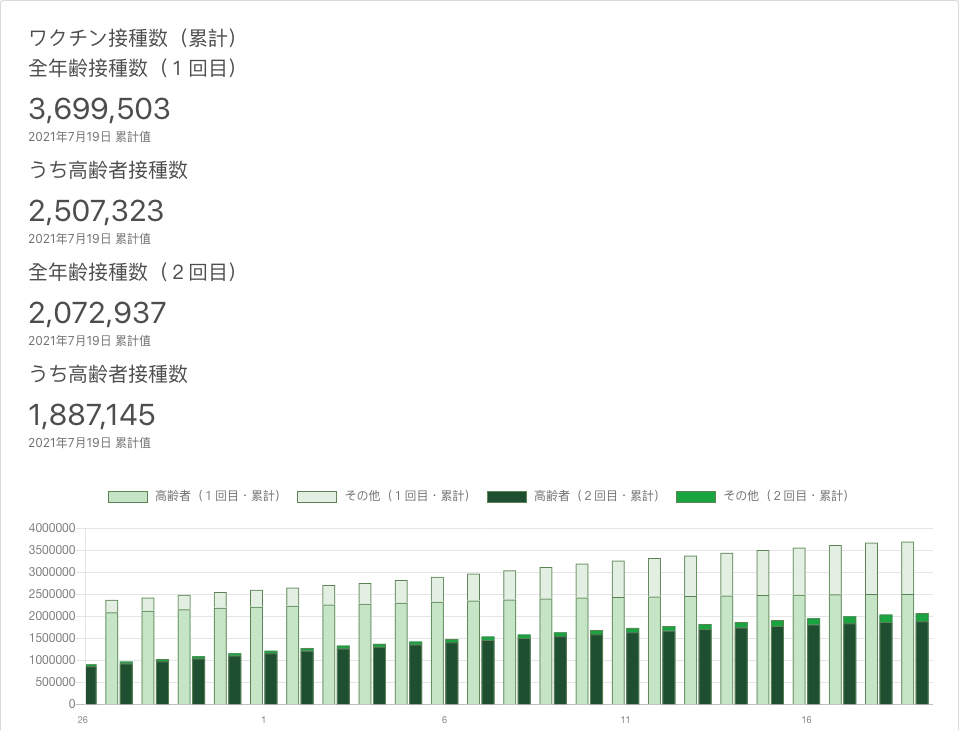 ワクチン接種数（累計）
全年齢接種数（１回目）
3,699,503
2021年7月19日 累計値
うち高齢者接種数
2,507,323
2021年7月19日 累計値
全年齢接種数（２回目）
2,072,937
2021年7月19日 累計値
うち高齢者接種数
1,887,145
2021年7月19日 累計値
高齢者（１回目・累計） その他（１回目・累計） 高齢者（２回目・累計） その他（２回目・累計）
4000000
3500000
3000000
2500000
2000000
1500000
1000000
500000
0
26 1 6 11 16